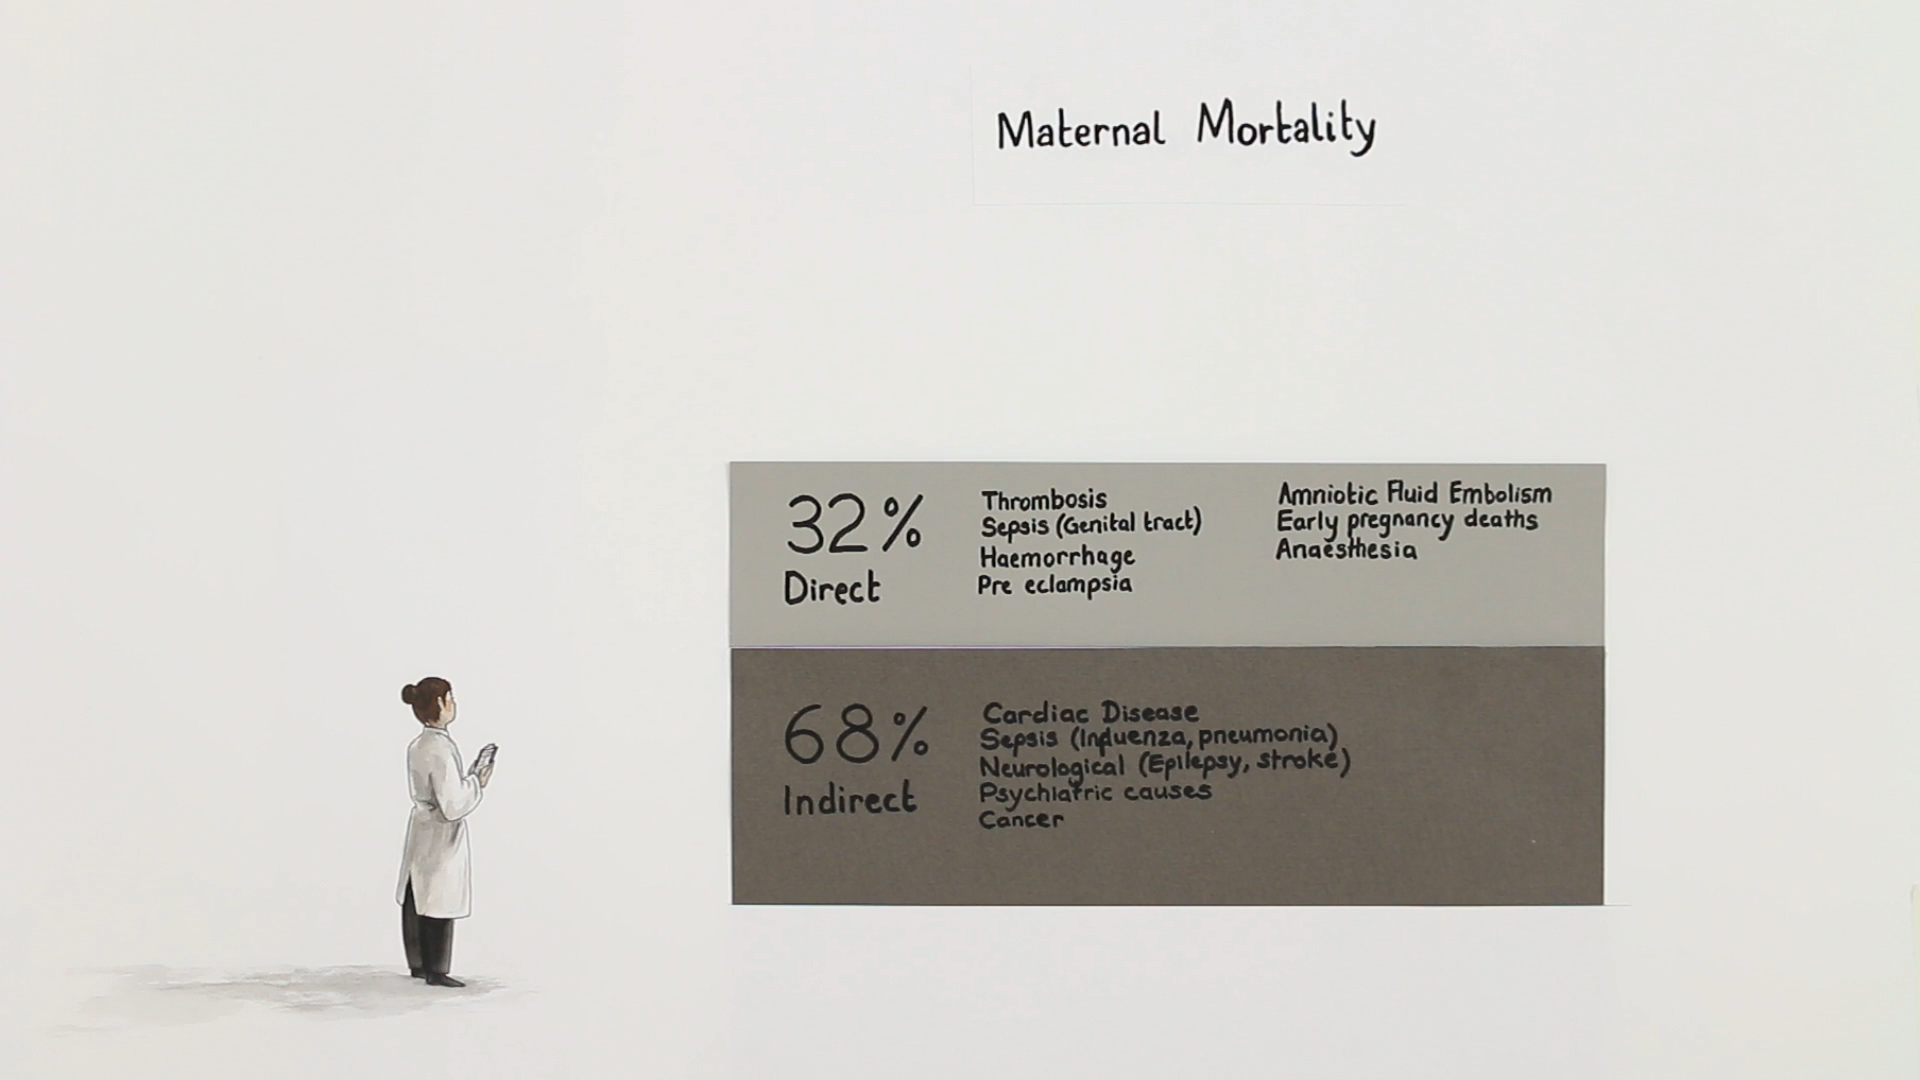 Maternal Mortality
32%
Direct
Thrombosis
Sepsis (Genital tract)
Haemorrhage
Pre eclampsia
Amniotic Fluid Embolism
Early pregnancy deaths
Anaesthesia
68%
Indirect
Cardiac Disease
Sepsis (Influenza, pneumonia)
Neurological (Epilepsy, stroke)
Psychiatric causes
Cancer